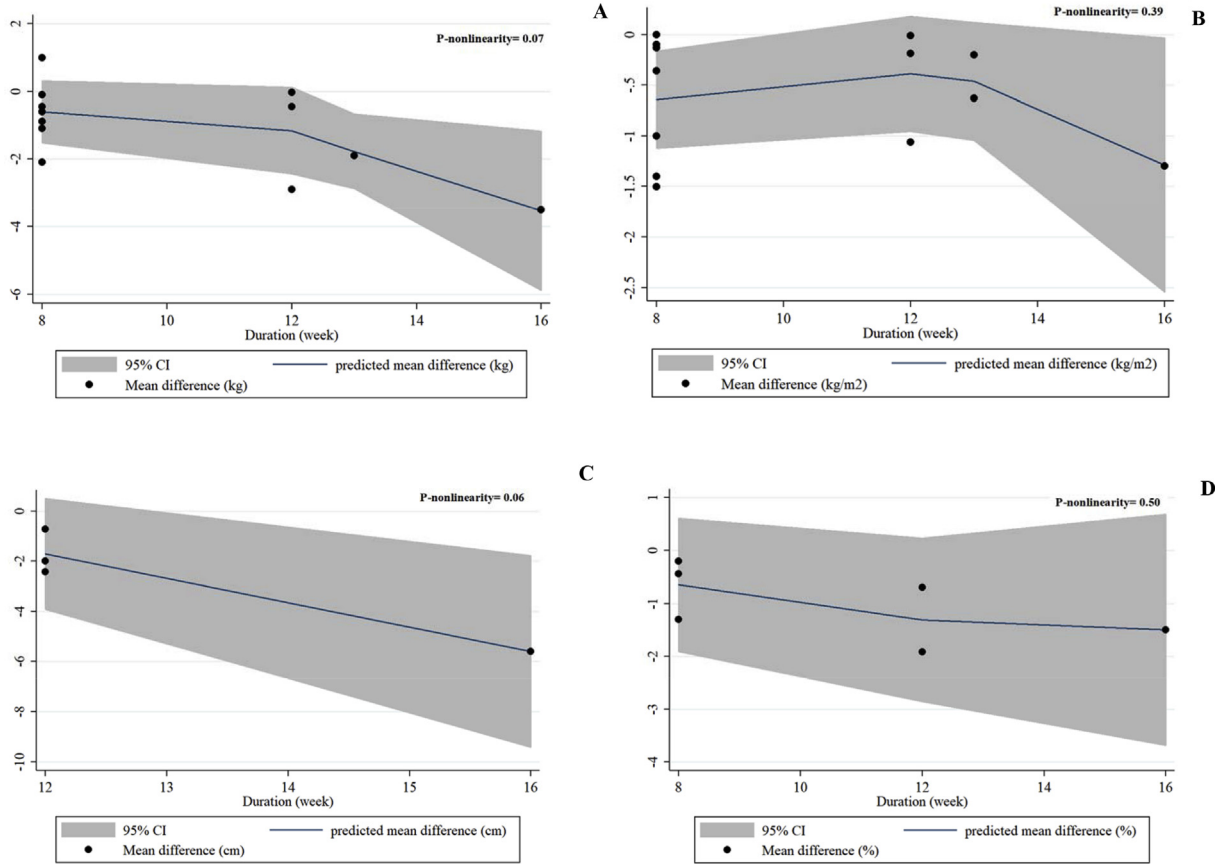 A
P-nonlinearity= 0.07
2
0
-2
-4
-6
8
10
12
14
16
Duration (week)
95% CI
predicted mean difference (kg)
Mean difference (kg)
B
P-nonlinearity= 0.39
0
-.5
-1
-1.5
-2
-2.5
8
10
12
14
16
Duration (week)
95% CI
predicted mean difference (kg/m2)
Mean difference (kg/m2)
C
P-nonlinearity= 0.06
0
-2
-4
-6
-8
-10
12
13
14
15
16
Duration (week)
95% CI
predicted mean difference (cm)
Mean difference (cm)
D
P-nonlinearity= 0.50
1
0
-1
-2
-3
-4
8
10
12
14
16
Duration (week)
95% CI
predicted mean difference (%)
Mean difference (%)